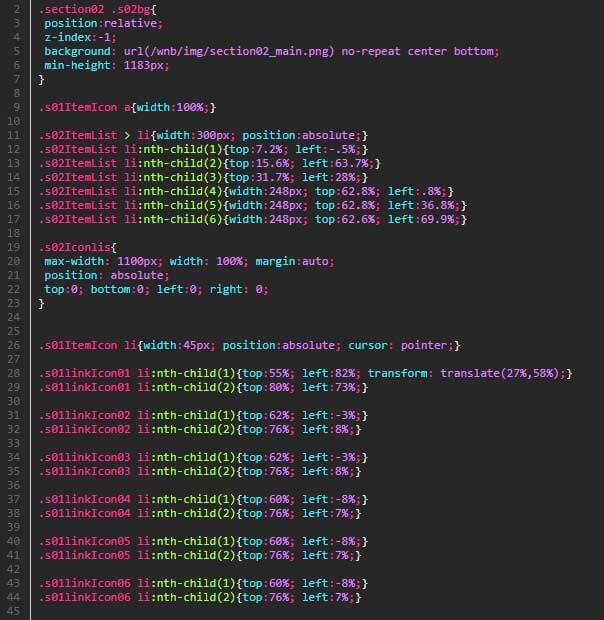 2 .section02 .s02bg{
3 position:relative;
4 z-index:-1;
5 background: url(/wnb/img/section02_main.png) no-repeat center bottom;
6 min-height: 1183px;
7 }
8
9 .s01ItemIcon a{width:100%;}
10
11 .s02ItemList > li{width:300px; position:absolute;}
12 .s02ItemList li:nth-child(1){top:7.2%; left:-.5%;}
13 .s02ItemList li:nth-child(2){top:15.6%; left:63.7%;}
14 .s02ItemList li:nth-child(3){top:31.7%; left:28%;}
15 .s02ItemList li:nth-child(4){width:248px; top:62.8%; left:.8%;}
16 .s02ItemList li:nth-child(5){width:248px; top:62.8%; left:36.8%;}
17 .s02ItemList li:nth-child(6){width:248px; top:62.6%; left:69.9%;}
18
19 .s02Iconlis{
20 max-width: 1100px; width: 100%; margin:auto;
21 position: absolute;
22 top:0; bottom:0; left:0; right: 0;
23 }
24
25
26 .s01ItemIcon li{width:45px; position:absolute; cursor: pointer;}
27
28 .s01linkIcon01 li:nth-child(1){top:55%; left:82%; transform: translate(27%,58%);}
29 .s01linkIcon01 li:nth-child(2){top:80%; left:73%;}
30
31 .s01linkIcon02 li:nth-child(1){top:62%; left:-3%;}
32 .s01linkIcon02 li:nth-child(2){top:76%; left:8%;}
33
34 .s01linkIcon03 li:nth-child(1){top:62%; left:-3%;}
35 .s01linkIcon03 li:nth-child(2){top:76%; left:8%;}
36
37 .s01linkIcon04 li:nth-child(1){top:60%; left:-8%;}
38 .s01linkIcon04 li:nth-child(2){top:76%; left:7%;}
39
40 .s01linkIcon05 li:nth-child(1){top:60%; left:-8%;}
41 .s01linkIcon05 li:nth-child(2){top:76%; left:7%;}
42
43 .s01linkIcon06 li:nth-child(1){top:60%; left:-8%;}
44 .s01linkIcon06 li:nth-child(2){top:76%; left:7%;}
45